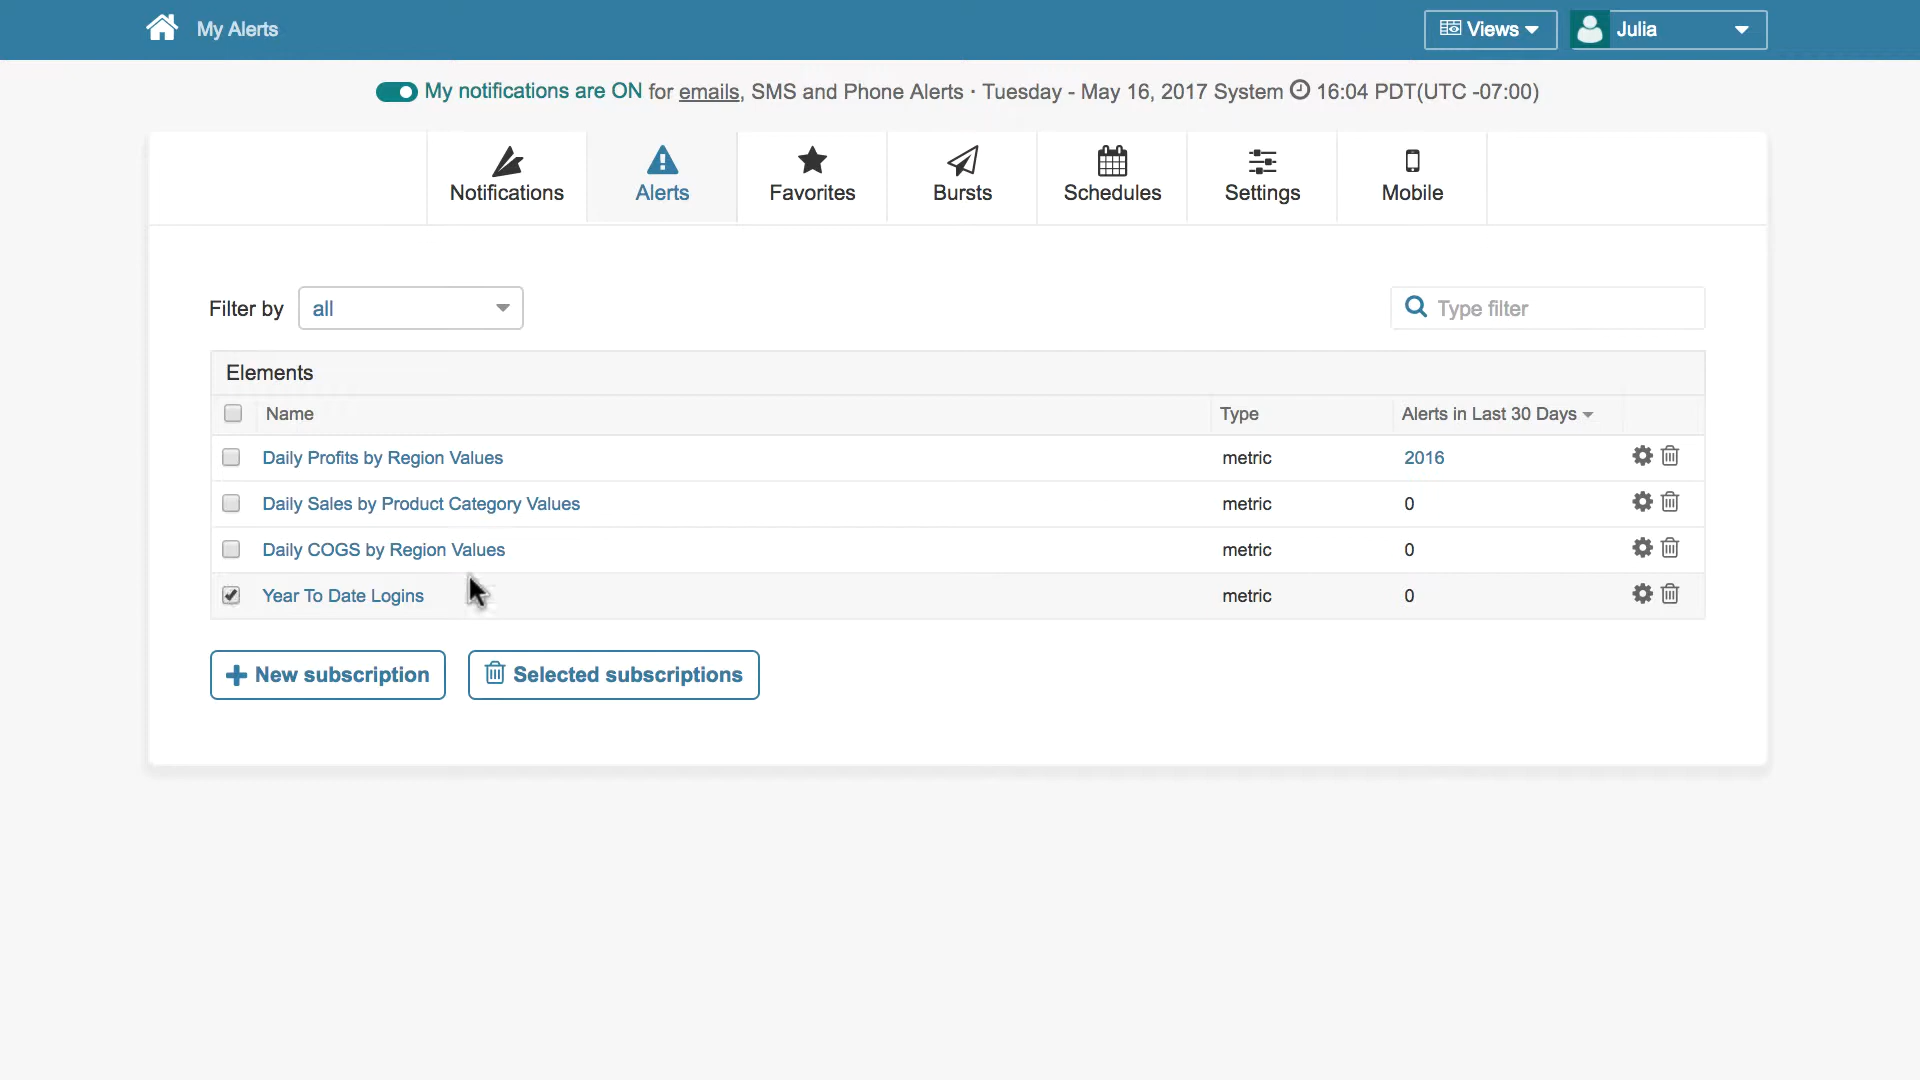 My Alerts
Views
Julia
My notifications are ON for emails, SMS and Phone Alerts · Tuesday - May 16, 2017 System 16:04 PDT(UTC -07:00)
Notifications
Alerts
Favorites
Bursts
Schedules
Settings
Mobile
Filter by all
Type filter
Elements
Name Type Alerts in Last 30 Days
Daily Profits by Region Values metric 2016
Daily Sales by Product Category Values metric 0
Daily COGS by Region Values metric 0
Year To Date Logins metric 0
New subscription
Selected subscriptions